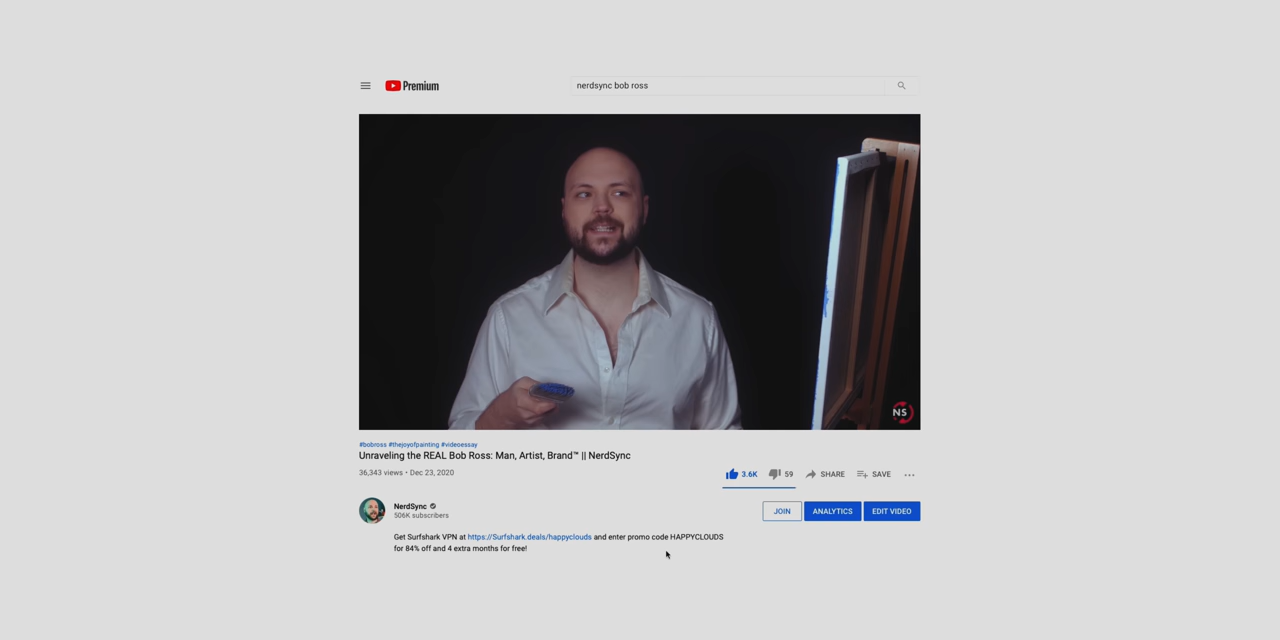 Premium
nerdsync bob ross
NS
#bobross #thejoyofpainting #videoessay
Unraveling the REAL Bob Ross: Man, Artist, Brand™ || NerdSync
36,343 views • Dec 23, 2020
3.6K 59 SHARE SAVE
NerdSync
506K subscribers
JOIN ANALYTICS EDIT VIDEO
Get Surfshark VPN at https://Surfshark.deals/happyclouds and enter promo code HAPPYCLOUDS
for 84% off and 4 extra months for free!